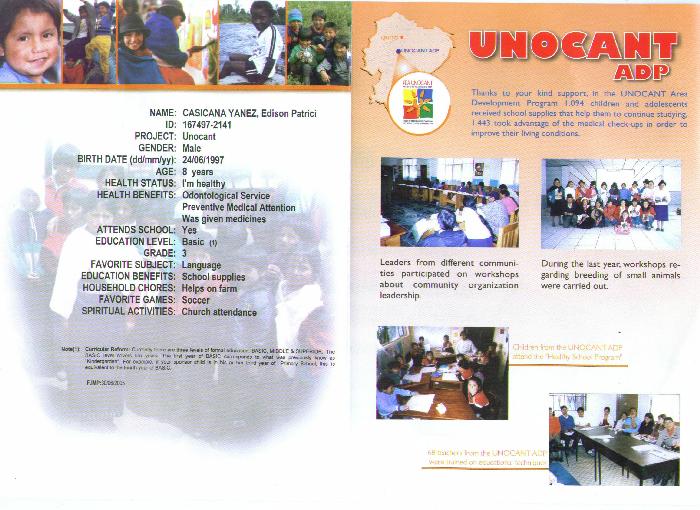 NAME: CASICANA YANEZ, Edison Patrici
ID: 167497-2141
PROJECT: Unocant
GENDER: Male
BIRTH DATE (dd/mm/yy): 24/06/1997
AGE: 8 years
HEALTH STATUS: I'm healthy
HEALTH BENEFITS: Odontological Service
Preventive Medical Attention
Was given medicines
ATTENDS SCHOOL: Yes
EDUCATION LEVEL: Basic (1)
GRADE: 3
FAVORITE SUBJECT: Language
EDUCATION BENEFITS: School supplies
HOUSEHOLD CHORES: Helps on farm
FAVORITE GAMES: Soccer
SPIRITUAL ACTIVITIES: Church attendance
Note(1): Curricular Reform: Currently there are three levels of formal education: BASIC, MIDDLE & SUPERIOR. The
BASIC level covers ten years. The first year of BASIC corresponds to what was previously know as
"Kindergarten". For example, if your sponsor child is in his or her third year of Primary School, this is
equivalent to the fourth year of BASIC.
QUITO
UNOCANT ADP
UNOCANT
ADP
Thanks to your kind support, in the UNOCANT Area
Development Program 1.094 children and adolescents
received school supplies that help them to continue studying.
1.443 took advantage of the medical check-ups in order to
improve their living conditions.
Leaders from different communi-
ties participated on workshops
about community organization
leadership.
During the last year, workshops re-
garding breeding of small animals
were carried out.
Children from the UNOCANT ADP
attend the "Healthy School Program"
68 teachers from the UNOCANT ADP
were trained on educational techniques